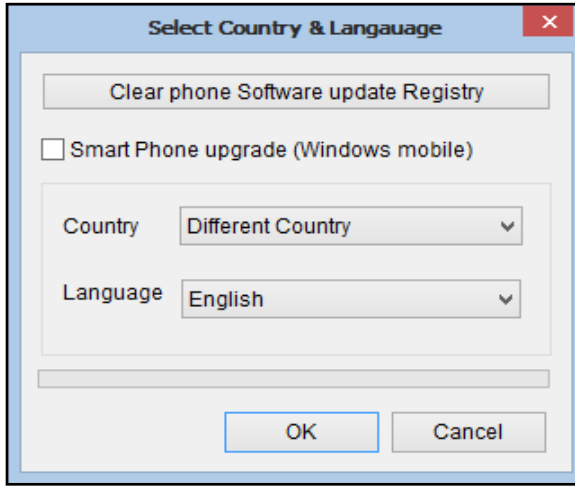 Select Country & Langauage
Clear phone Software update Registry
Smart Phone upgrade (Windows mobile)
Country Different Country
Language English
OK Cancel